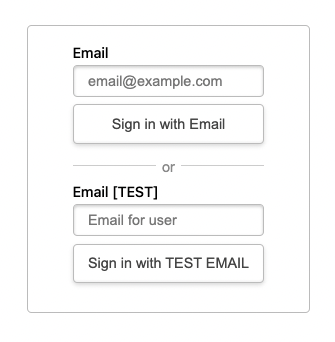 Email
email@example.com
Sign in with Email
or
Email [TEST]
Email for user
Sign in with TEST EMAIL